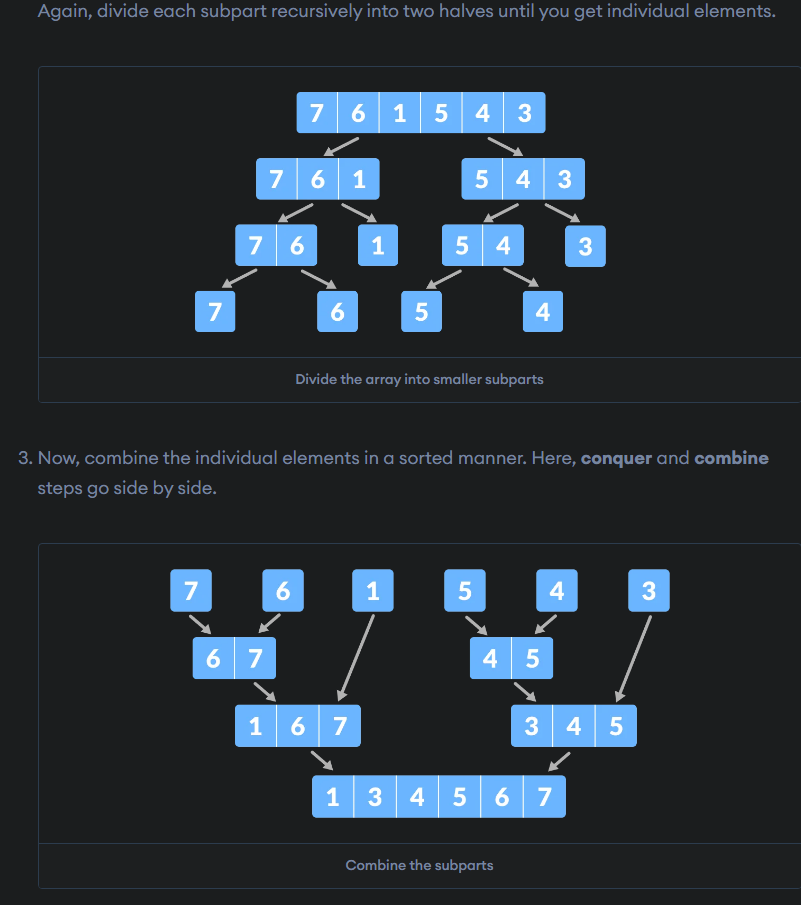 Again, divide each subpart recursively into two halves until you get individual elements.
7 6 1 5 4 3
7 6 1 5 4 3
7 6 1 5 4 3
7 6 5 4
Divide the array into smaller subparts
3. Now, combine the individual elements in a sorted manner. Here, conquer and combine
steps go side by side.
7 6 1 5 4 3
6 7 4 5
1 6 7 3 4 5
1 3 4 5 6 7
Combine the subparts